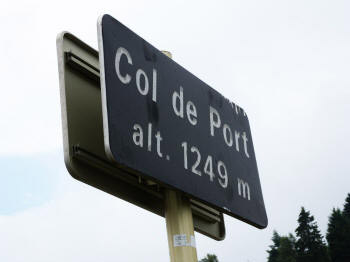 Col de Port
alt. 1249 m